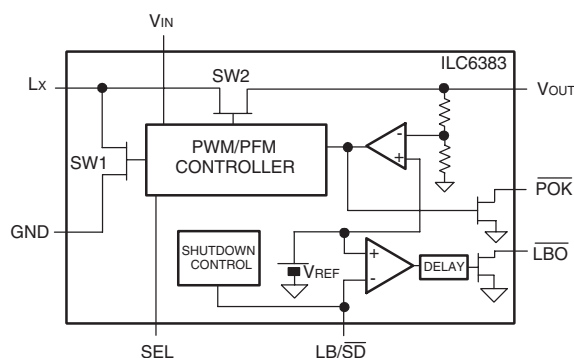 VIN
ILC6383
LX
SW2
VOUT
SW1
PWM/PFM
CONTROLLER
-
+
POK
GND
SHUTDOWN
CONTROL
VREF
+
-
DELAY
LBO
SEL
LB/SD